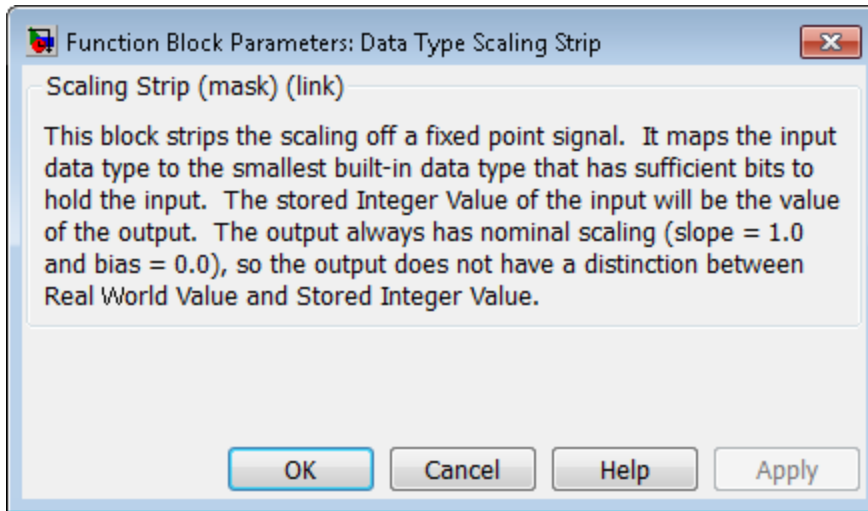 Function Block Parameters: Data Type Scaling Strip
Scaling Strip (mask) (link)
This block strips the scaling off a fixed point signal.  It maps the input
data type to the smallest built-in data type that has sufficient bits to
hold the input.  The stored Integer Value of the input will be the value
of the output.  The output always has nominal scaling (slope = 1.0
and bias = 0.0), so the output does not have a distinction between
Real World Value and Stored Integer Value.
OK Cancel Help Apply